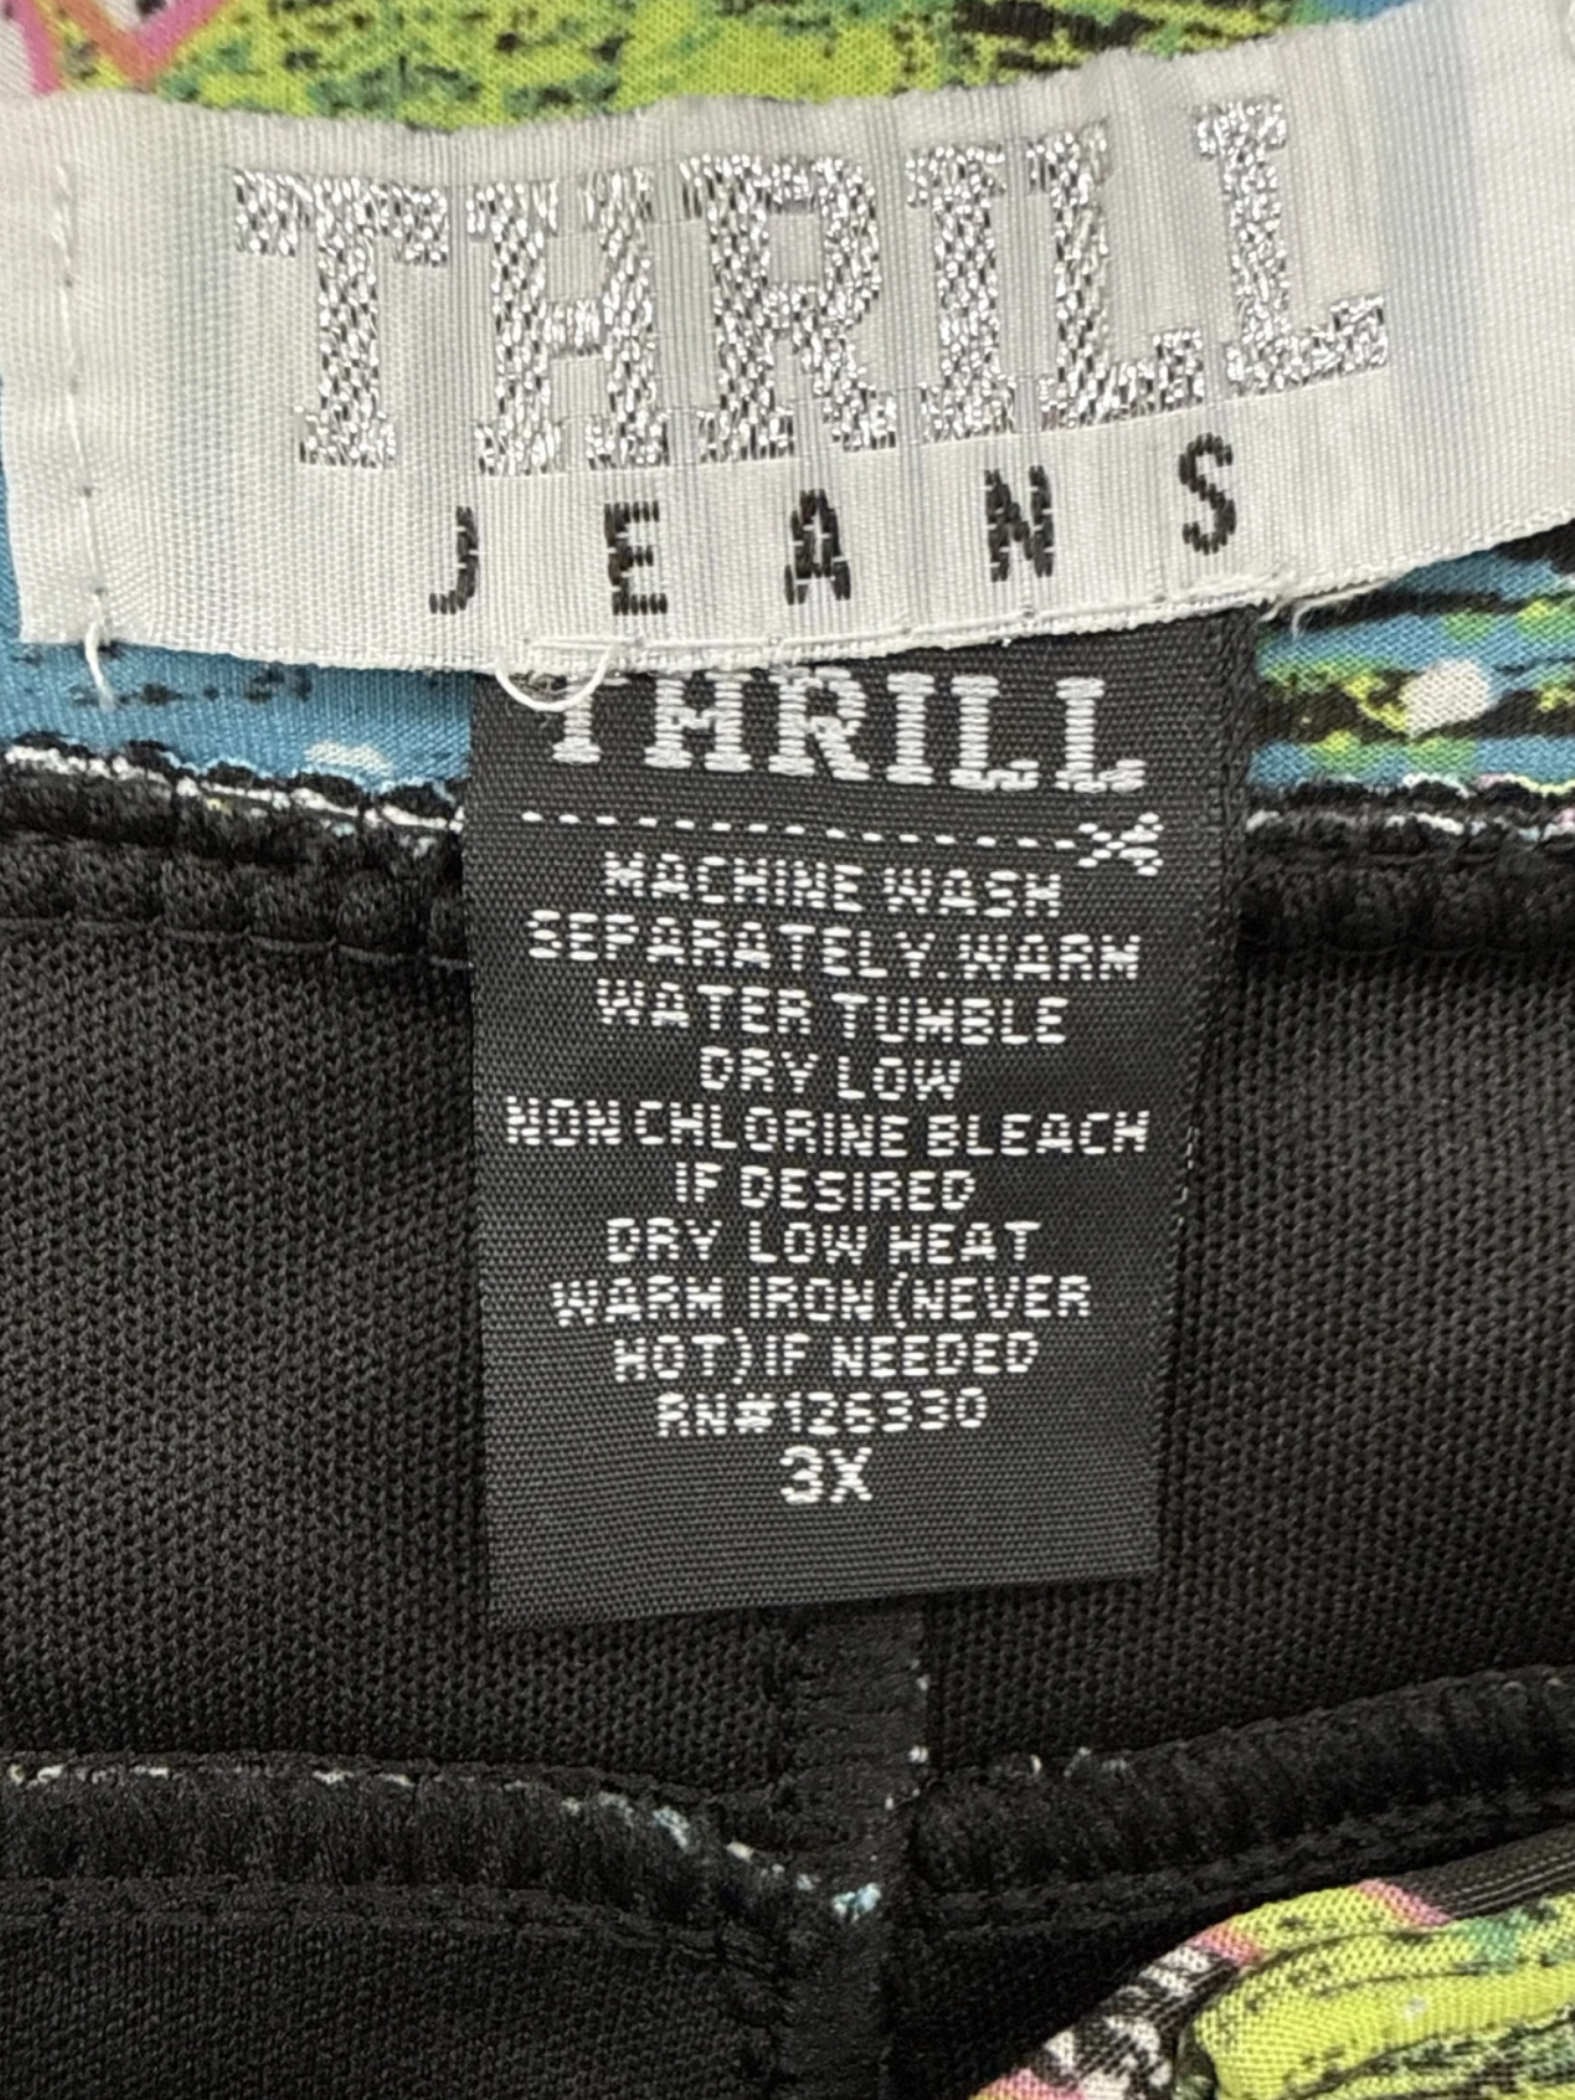 THRILL
JEANS
THRILL
MACHINE WASH
SEPARATELY.WARM
WATER TUMBLE
DRY LOW
NON CHLORINE BLEACH
IF DESIRED
DRY LOW HEAT
WARM IRON(NEVER
HOT)IF NEEDED
RN#126330
3X